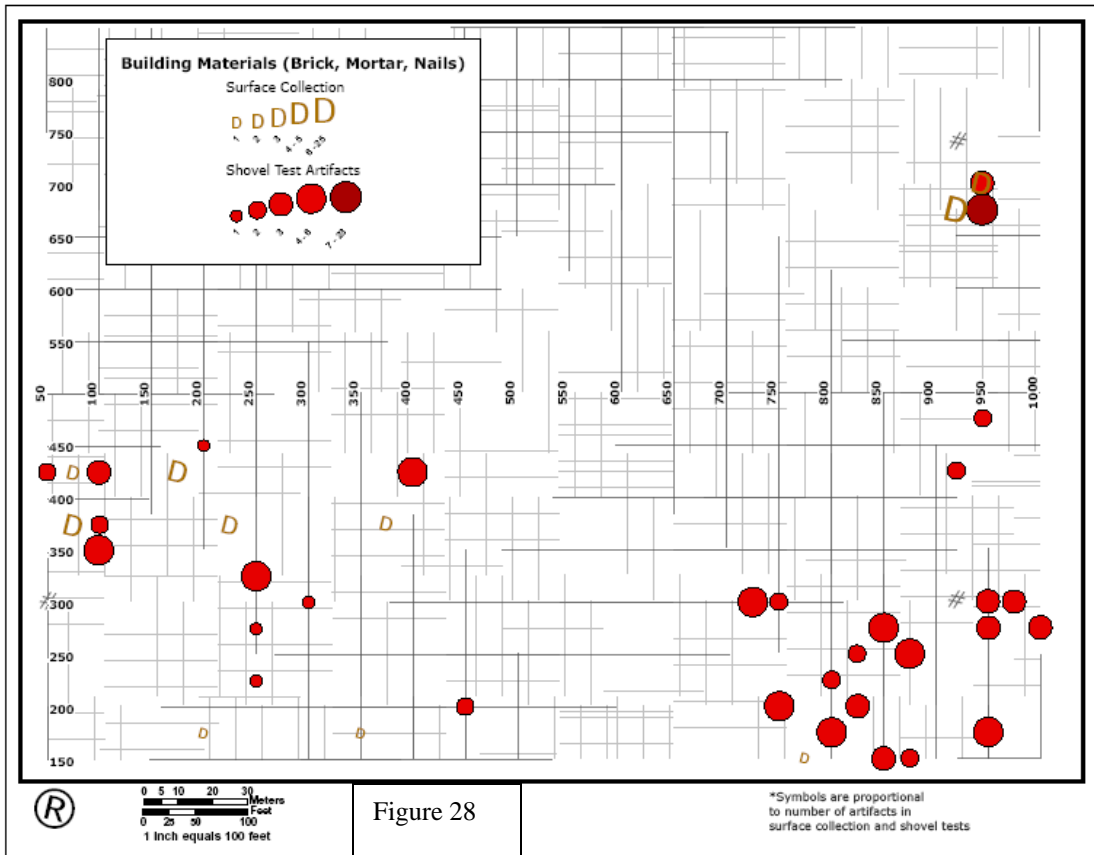 Building Materials (Brick, Mortar, Nails)
Surface Collection
D D D D D
1 2 3 4 - 5 6 - 25
Shovel Test Artifacts
1 2 3 4 - 6 7 - 23
800
750
700
650
600
550
50 100 150 200 250 300 350 400 450 500 550 600 650 700 750 800 850 900 950 1000
450
400
350
300
250
200
150
#
D
D
D D
D
D D D
# #
D D
D
R
0 5 10 20 30
Meters
Feet
0 25 50 100
1 Inch equals 100 feet
Figure 28
*Symbols are proportional
to number of artifacts in
surface collection and shovel tests